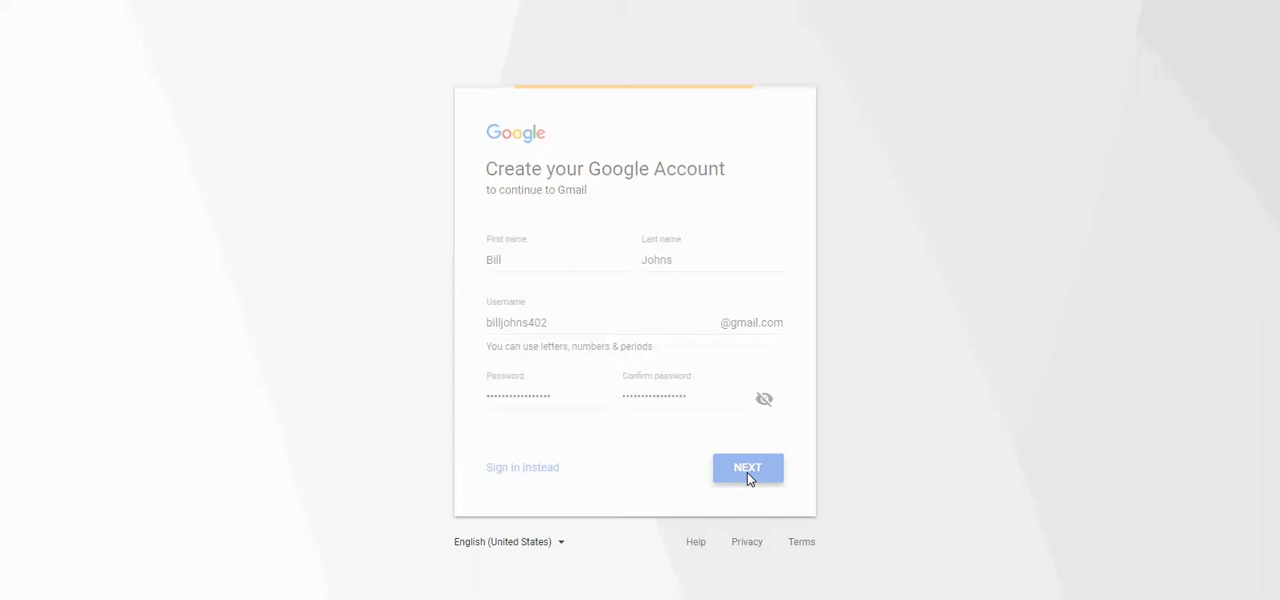 Google
Create your Google Account
to continue to Gmail
First name Last name
Bill Johns
Username
billjohns402 @gmail.com
You can use letters, numbers & periods
Password Confirm password
••••••••••••••••• •••••••••••••••••
Sign in instead NEXT
English (United States) Help Privacy Terms